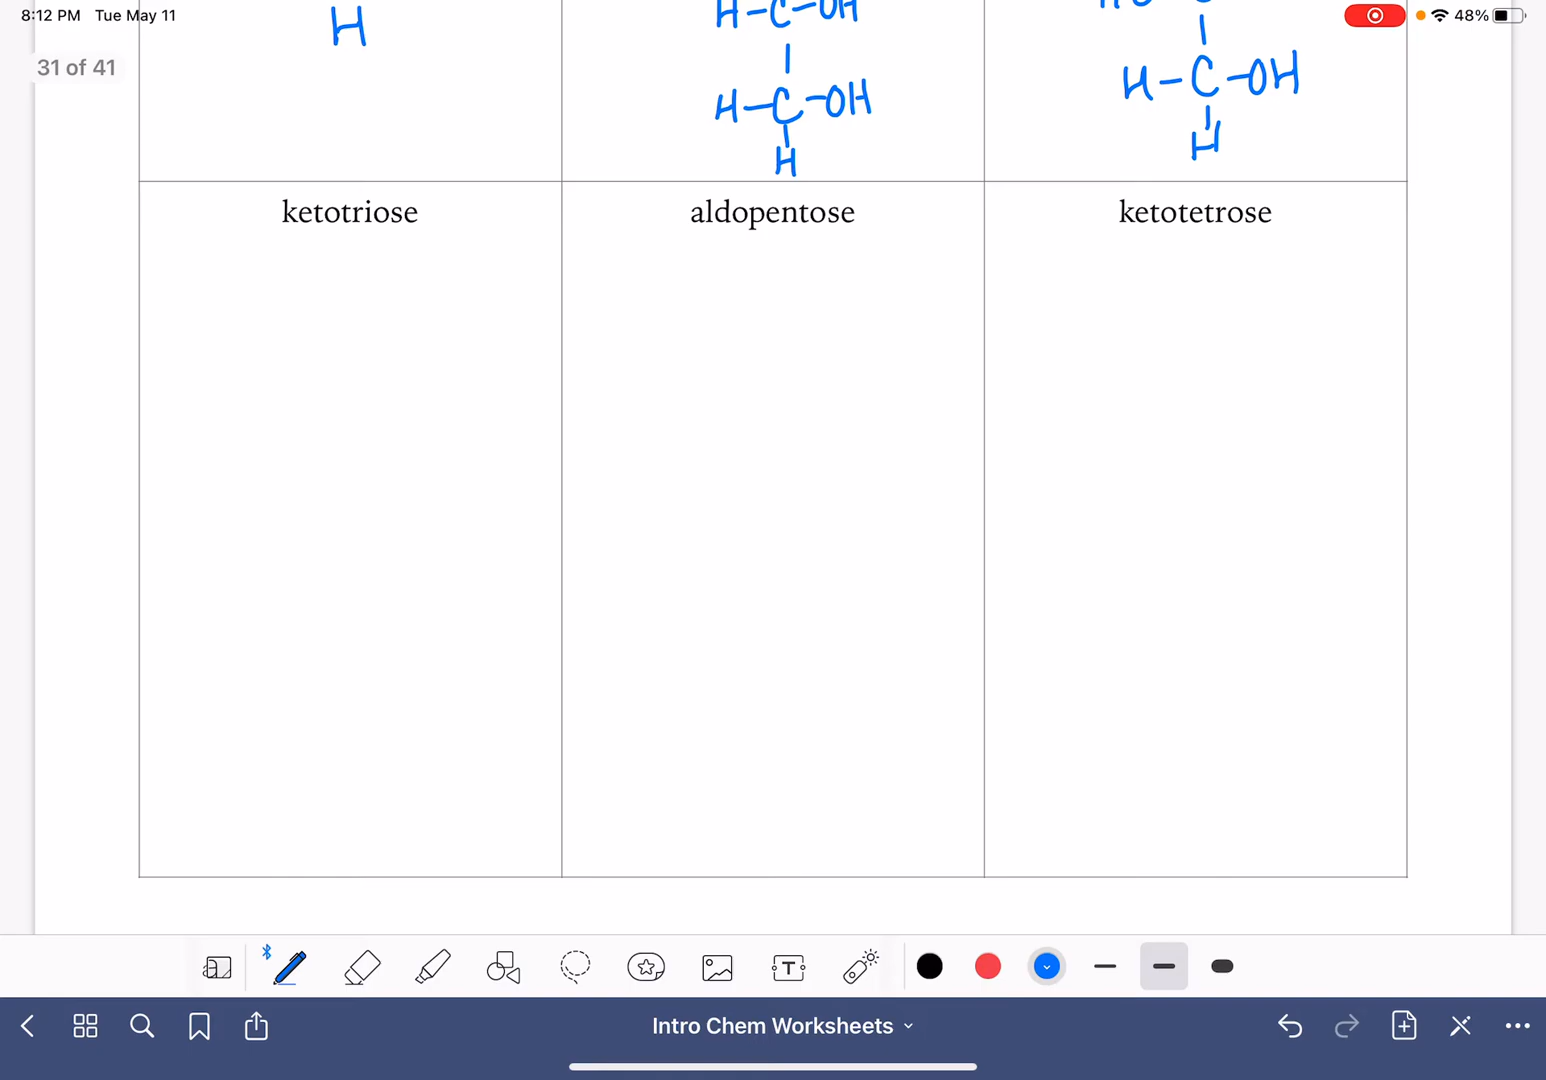 8:12 PM Tue May 11
48%
31 of 41
H
H-C-OH
H-C-OH
H
H-C-OH
H
ketotriose
aldopentose
ketotetrose
T
Intro Chem Worksheets